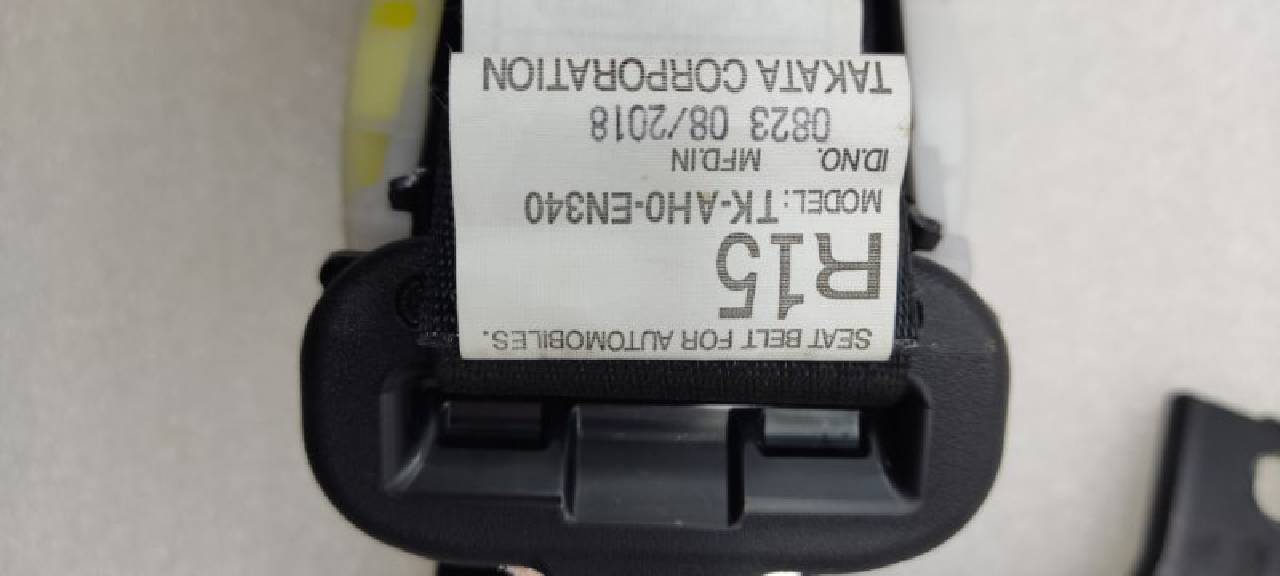 SEAT BELT FOR AUTOMOBILES.
R15
MODEL: TK-AH0-EN340
ID.NO. MFD.IN
0823 08/2018
TAKATA CORPORATION